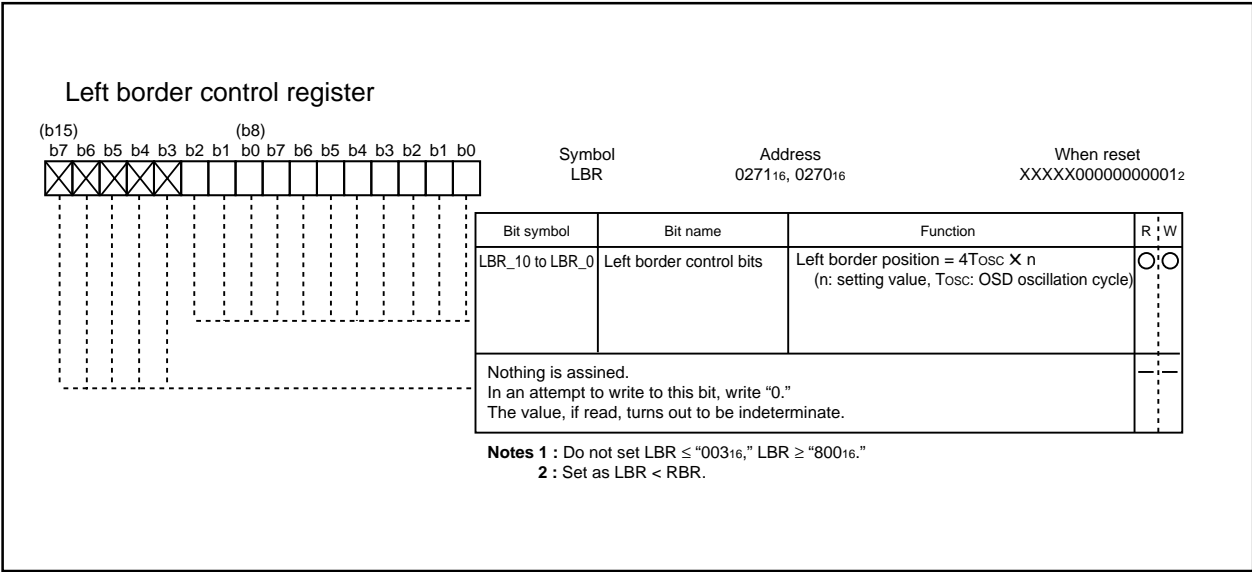 Left border control register
(b15) (b8)
b7 b6 b5 b4 b3 b2 b1 b0 b7 b6 b5 b4 b3 b2 b1 b0
Symbol Address When reset
LBR 027116, 027016 XXXXX000000000012
Bit symbol Bit name Function R W
LBR_10 to LBR_0 Left border control bits Left border position = 4Tosc X n
(n: setting value, Tosc: OSD oscillation cycle)
Nothing is assined.
In an attempt to write to this bit, write “0.”
The value, if read, turns out to be indeterminate.
Notes 1 : Do not set LBR ≤ “00316,” LBR ≥ “80016.”
2 : Set as LBR < RBR.